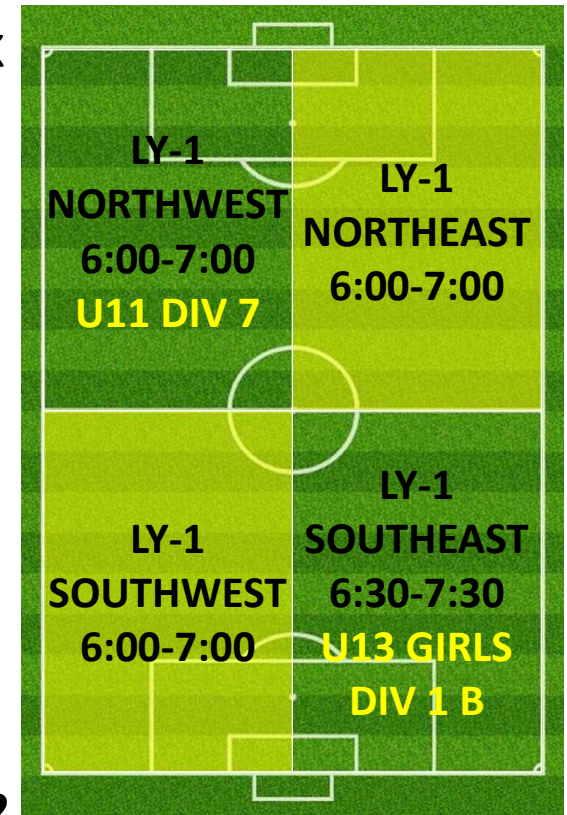 LY-1
NORTHWEST
6:00-7:00
U11 DIV 7
LY-1
NORTHEAST
6:00-7:00
LY-1
SOUTHWEST
6:00-7:00
LY-1
SOUTHEAST
6:30-7:30
U13 GIRLS
DIV 1 B